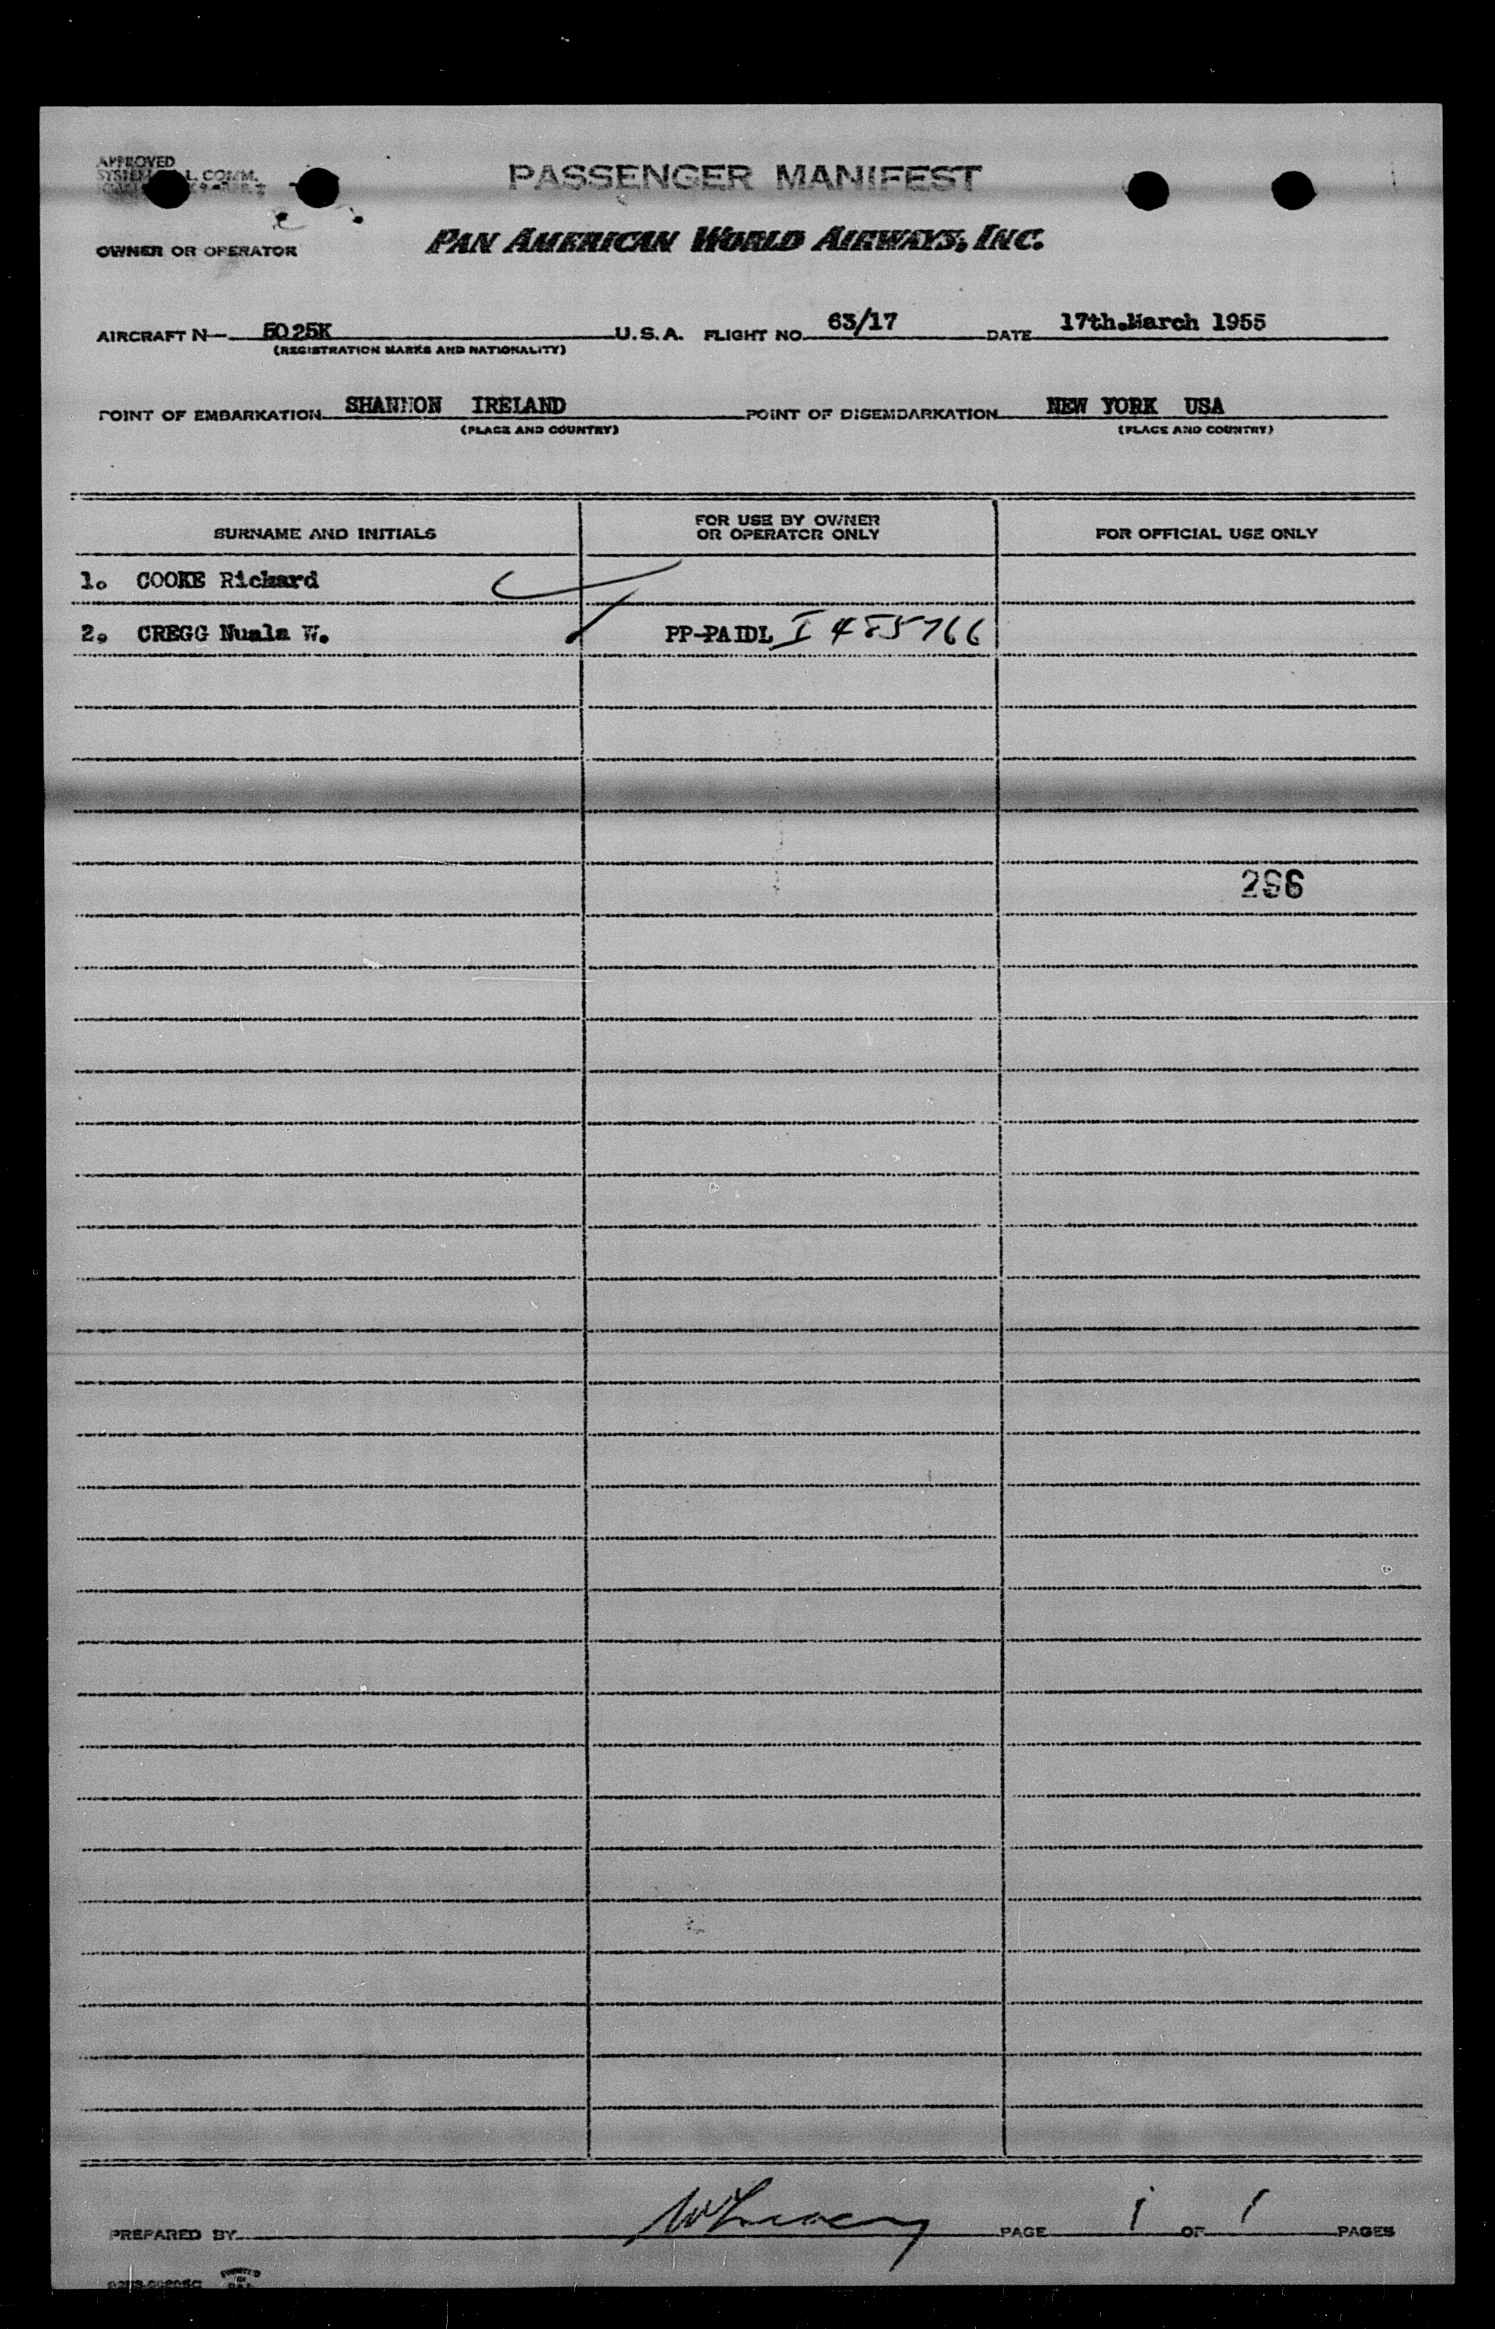 APPROVED
PASSENGER MANIFEST
OWNER OR OPERATOR PAN AMERICAN WORLD AIRWAYS, INC.
AIRCRAFT N— 5025K U.S.A. FLIGHT NO. 63/17 DATE 17th.March 1955
(REGISTRATION MARKS AND NATIONALITY)
POINT OF EMBARKATION SHANNON IRELAND POINT OF DISEMBARKATION NEW YORK USA
(PLACE AND COUNTRY) (PLACE AND COUNTRY)
SURNAME AND INITIALS FOR USE BY OWNER OR OPERATOR ONLY FOR OFFICIAL USE ONLY
1. COOKE Richard
2. CREGG Nuala W. PP-PAIDL I 485766
PREPARED BY PAGE 1 OF 1 PAGES